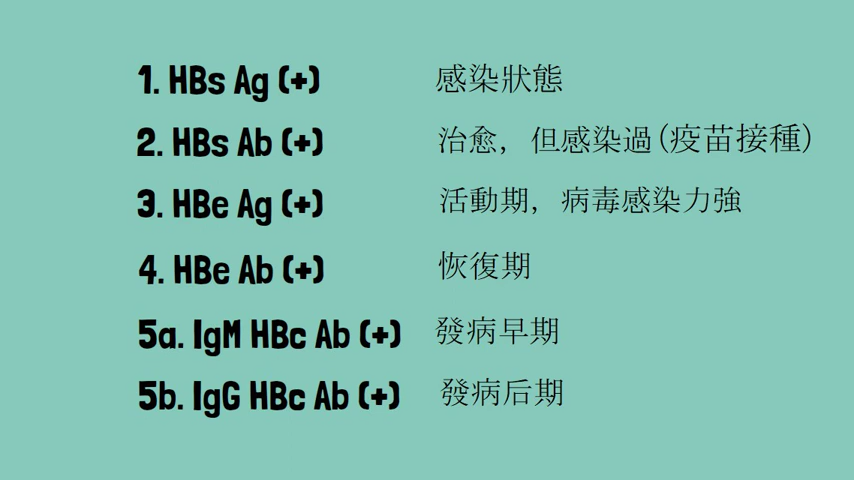 1. HBs Ag (+) 感染狀態
2. HBs Ab (+) 治愈，但感染過(疫苗接種)
3. HBe Ag (+) 活動期，病毒感染力強
4. HBe Ab (+) 恢復期
5a. IgM HBc Ab (+) 發病早期
5b. IgG HBc Ab (+) 發病后期